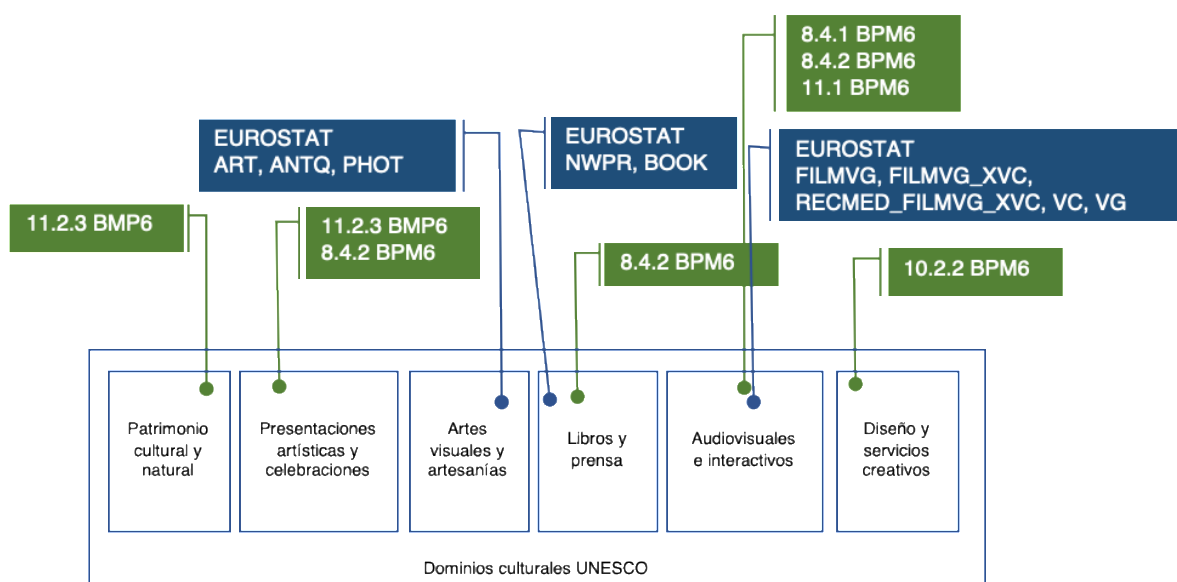 8.4.1 BPM6
8.4.2 BPM6
11.1 BPM6
EUROSTAT
ART, ANTQ, PHOT
EUROSTAT
NWPR, BOOK
EUROSTAT
FILMVG, FILMVG_XVC,
RECMED_FILMVG_XVC, VC, VG
11.2.3 BMP6
11.2.3 BMP6
8.4.2 BPM6
8.4.2 BPM6
10.2.2 BPM6
Patrimonio
cultural y
natural
Presentaciones
artísticas y
celebraciones
Artes
visuales y
artesanías
Libros y
prensa
Audiovisuales
e interactivos
Diseño y
servicios
creativos
Dominios culturales UNESCO